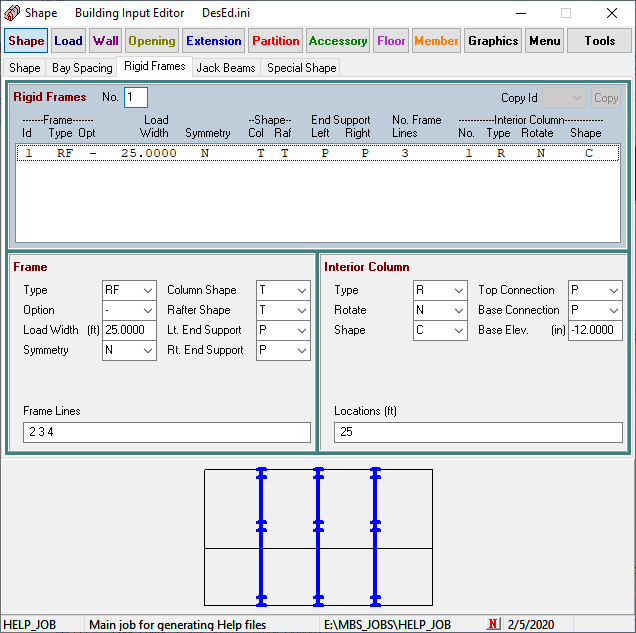 Shape Building Input Editor DesEd.ini
Shape Load Wall Opening Extension Partition Accessory Floor Member Graphics Menu Tools
Shape Bay Spacing Rigid Frames Jack Beams Special Shape
Rigid Frames No. 1 Copy Id Copy
-------Frame------- Load --Shape-- End Support No. Frame ------------Interior Column-------------
Id Type Opt Width Symmetry Col Raf Left Right Lines No. Type Rotate Shape
1 RF - 25.0000 N T T P P 3 1 R N C
Frame Interior Column
Type RF Column Shape T Type R Top Connection P
Option - Rafter Shape T Rotate N Base Connection P
Load Width (ft) 25.0000 Lt. End Support P Shape C Base Elev. (in) -12.0000
Symmetry N Rt. End Support P
Frame Lines Locations (ft)
2 3 4 25
HELP_JOB Main job for generating Help files E:\MBS_JOBS\HELP_JOB N 2/5/2020